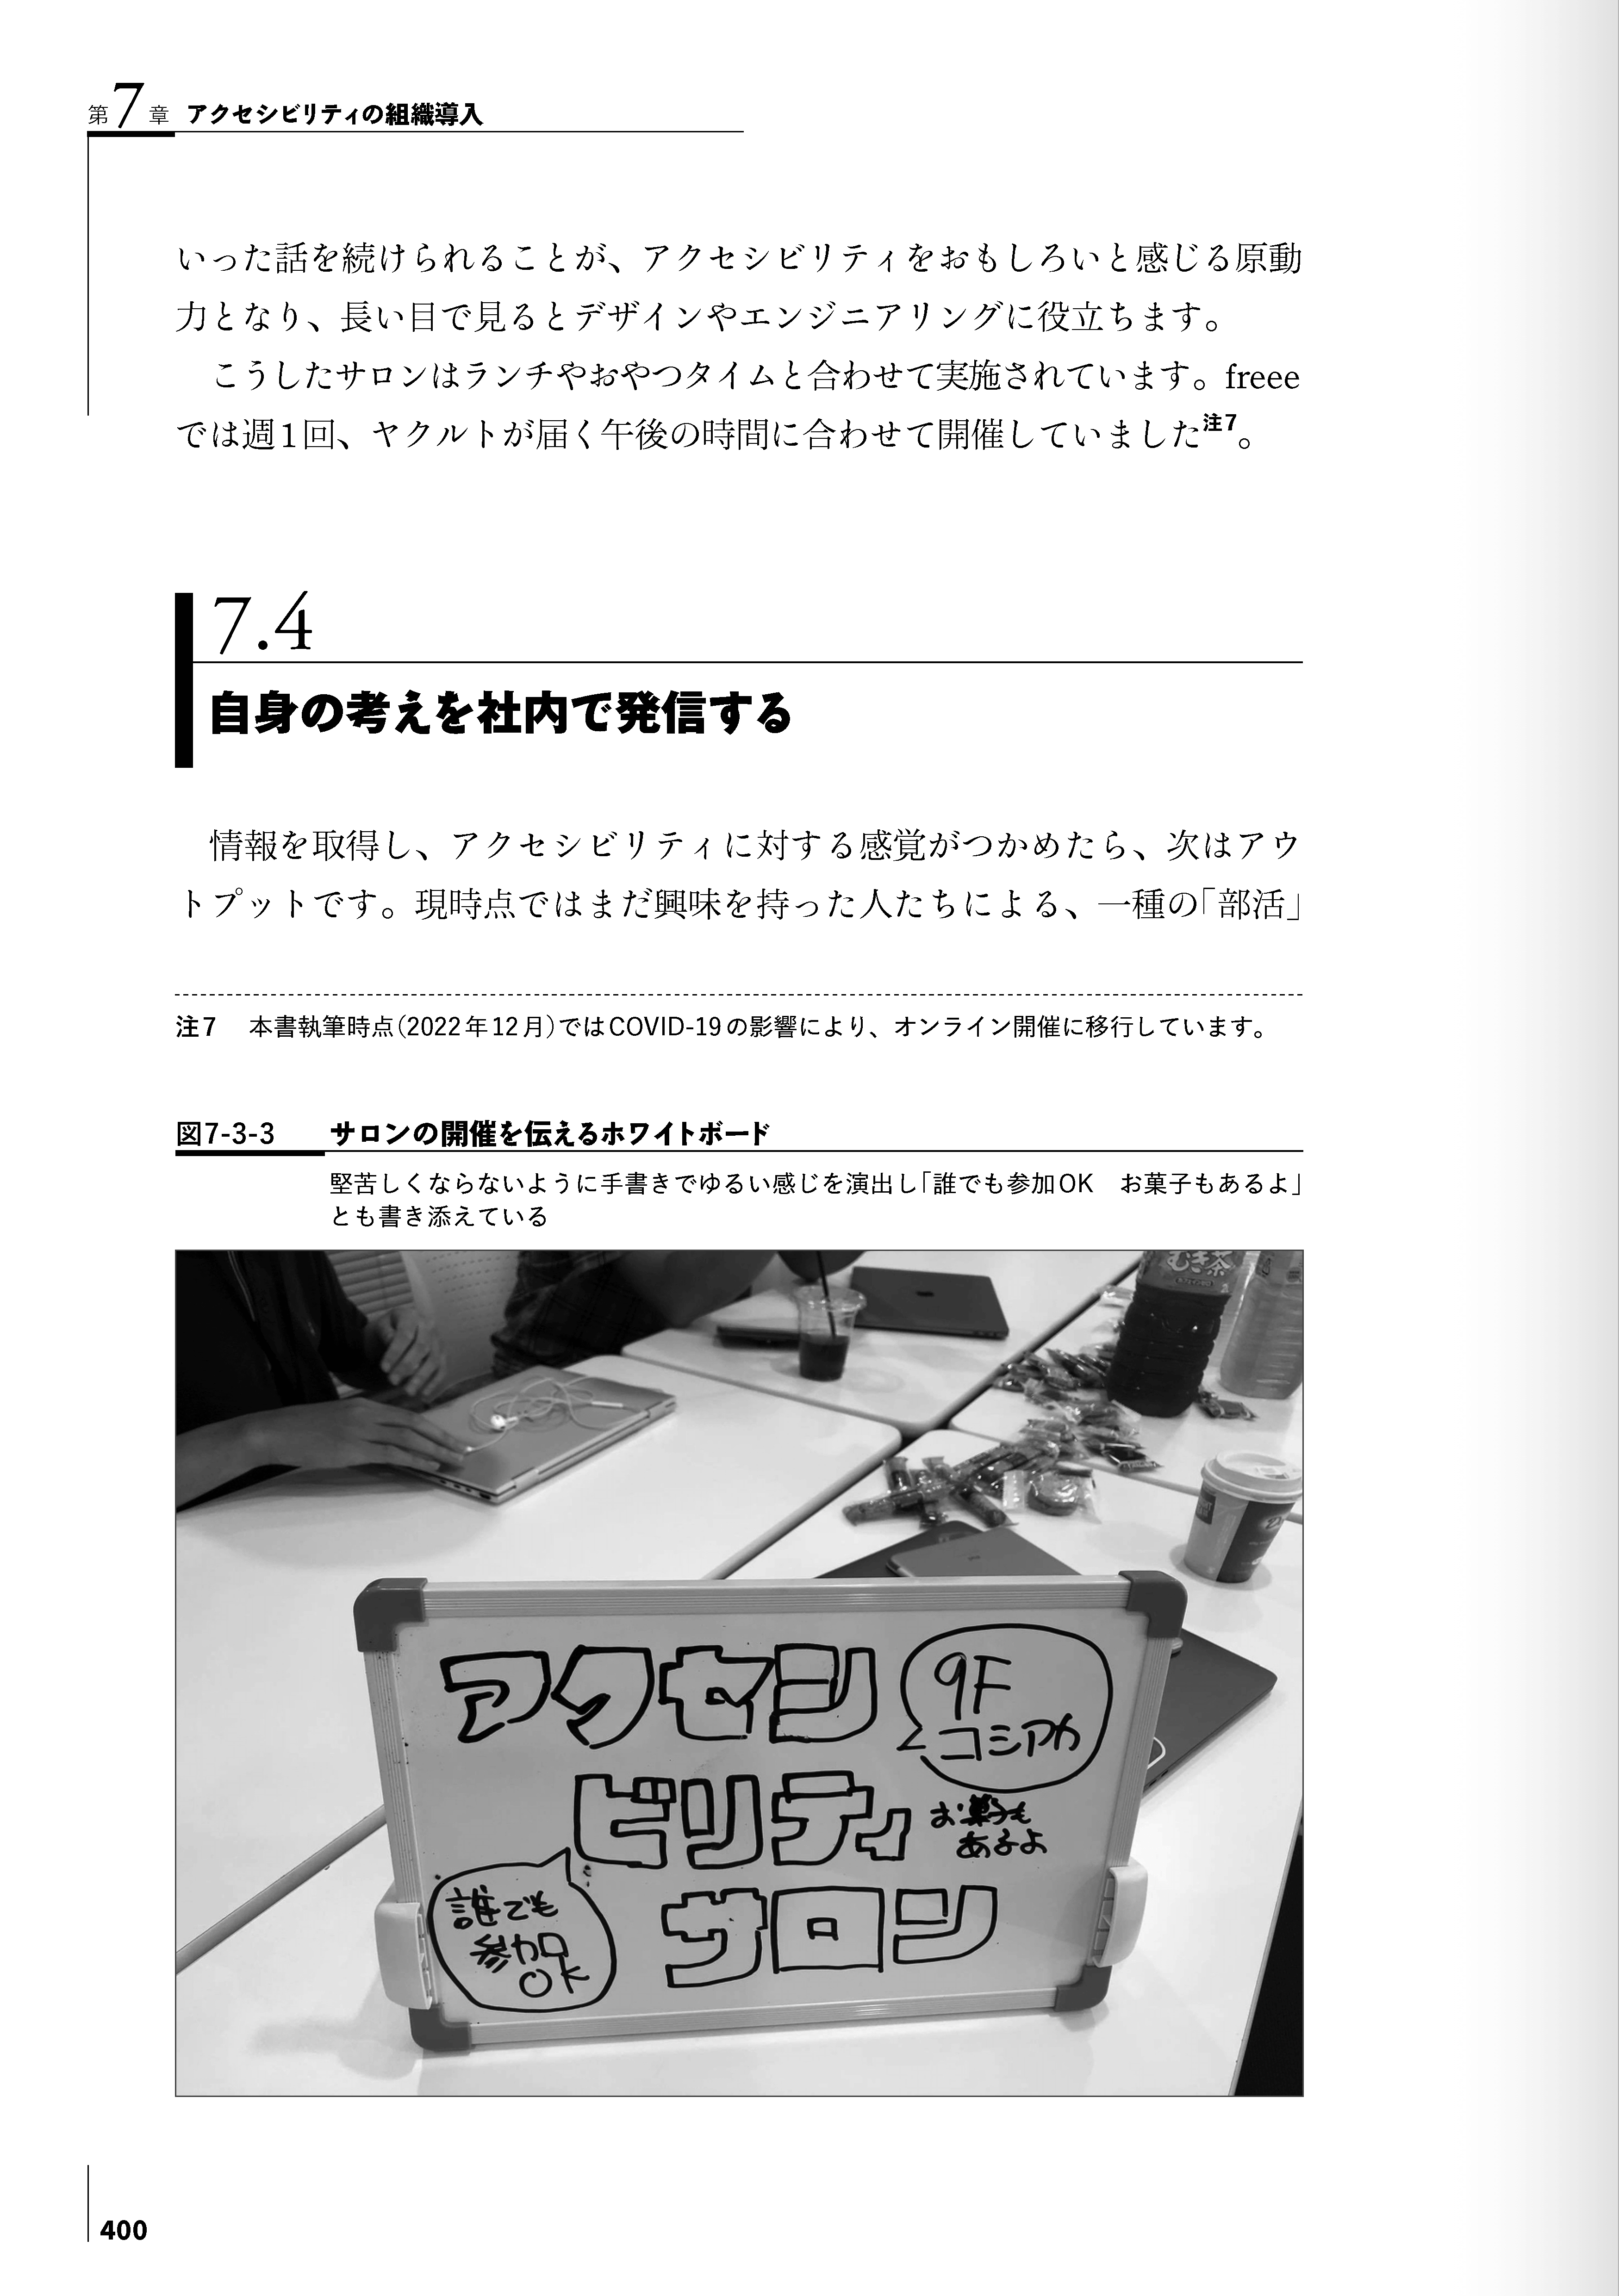 第7章 アクセシビリティの組織導入
いった話を続けられることが、アクセシビリティをおもしろいと感じる原動
力となり、長い目で見るとデザインやエンジニアリングに役立ちます。
こうしたサロンはランチやおやつタイムと合わせて実施されています。freee
では週1回、ヤクルトが届く午後の時間に合わせて開催していました注7。
7.4
自身の考えを社内で発信する
情報を取得し、アクセシビリティに対する感覚がつかめたら、次はアウ
トプットです。現時点ではまだ興味を持った人たちによる、一種の「部活」
注7 本書執筆時点(2022年12月)ではCOVID-19の影響により、オンライン開催に移行しています。
図7-3-3 サロンの開催を伝えるホワイトボード
堅苦しくならないように手書きでゆるい感じを演出し「誰でも参加OK　お菓子もあるよ」
とも書き添えている
むぎ茶
アクセシ
9F
コシアカ
ビリティ
お菓子も
あるよ
誰でも
参加
OK
サロン
400